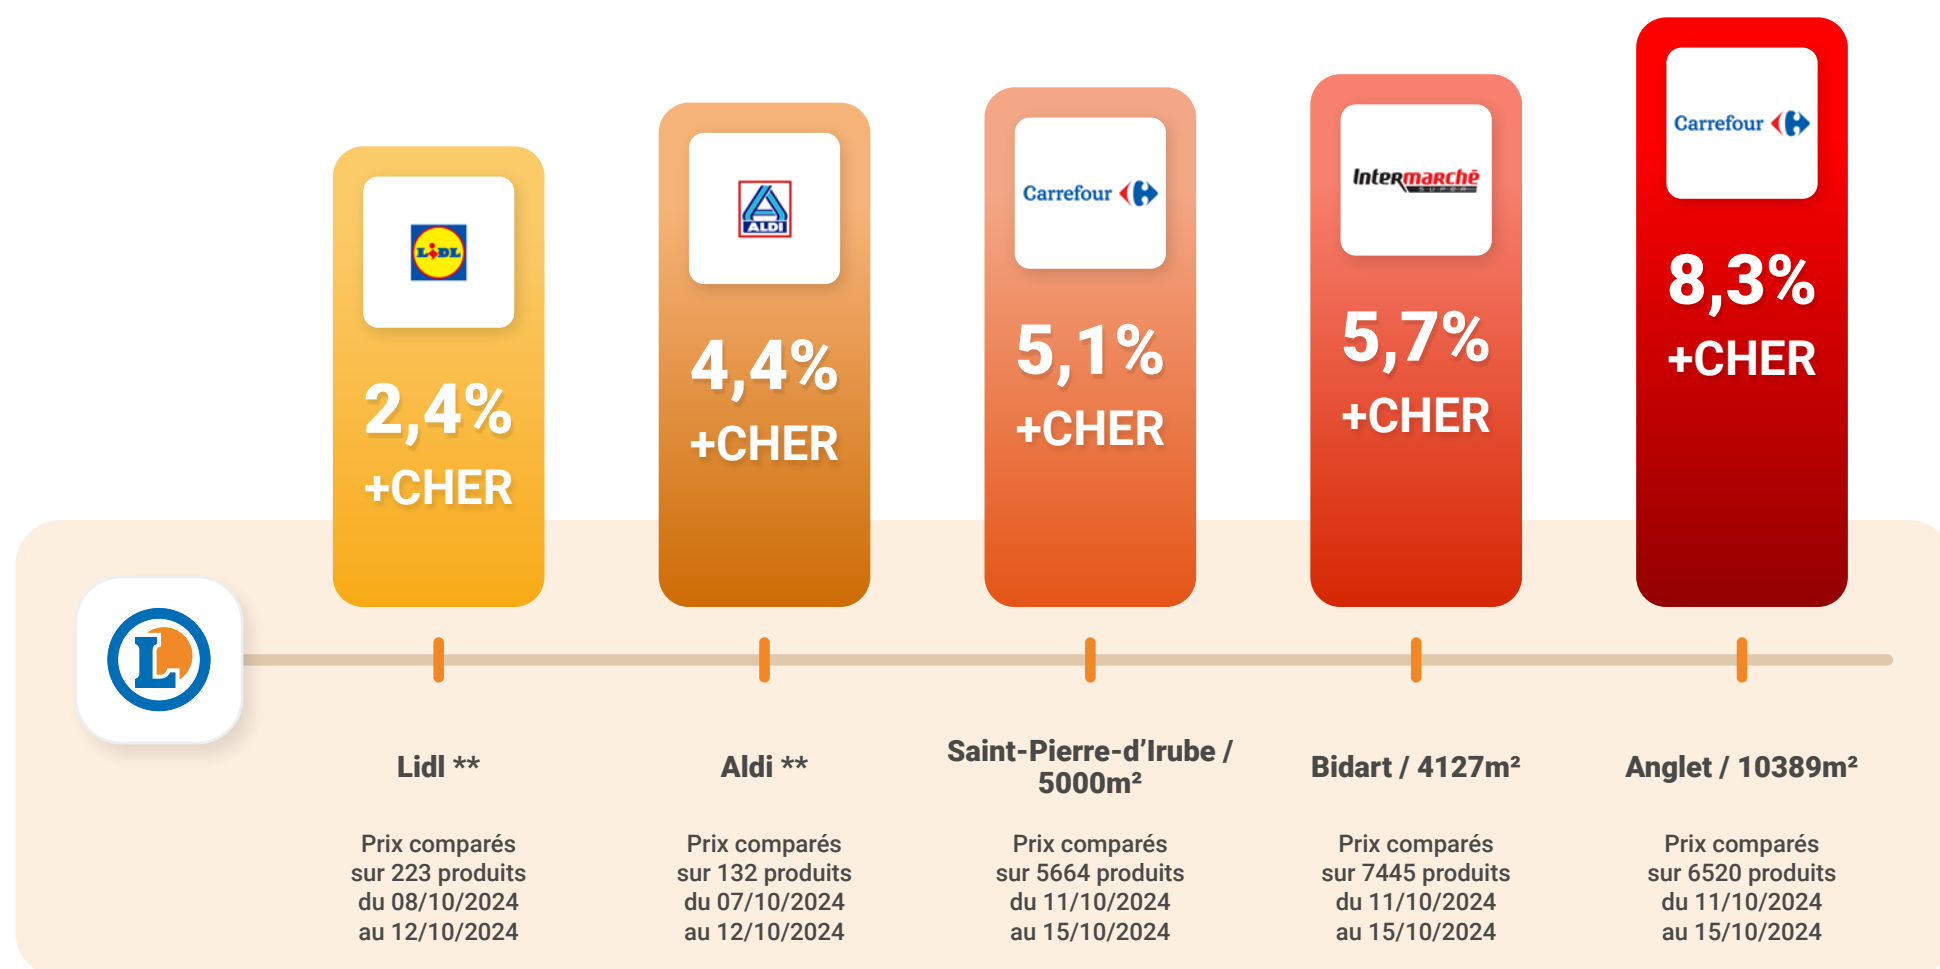 LIDL
2,4%
+CHER
ALDI
4,4%
+CHER
Carrefour
5,1%
+CHER
Intermarchē
SUPER
5,7%
+CHER
Carrefour
8,3%
+CHER
L
Lidl **
Prix comparés
sur 223 produits
du 08/10/2024
au 12/10/2024
Aldi **
Prix comparés
sur 132 produits
du 07/10/2024
au 12/10/2024
Saint-Pierre-d’Irube /
5000m²
Prix comparés
sur 5664 produits
du 11/10/2024
au 15/10/2024
Bidart / 4127m²
Prix comparés
sur 7445 produits
du 11/10/2024
au 15/10/2024
Anglet / 10389m²
Prix comparés
sur 6520 produits
du 11/10/2024
au 15/10/2024